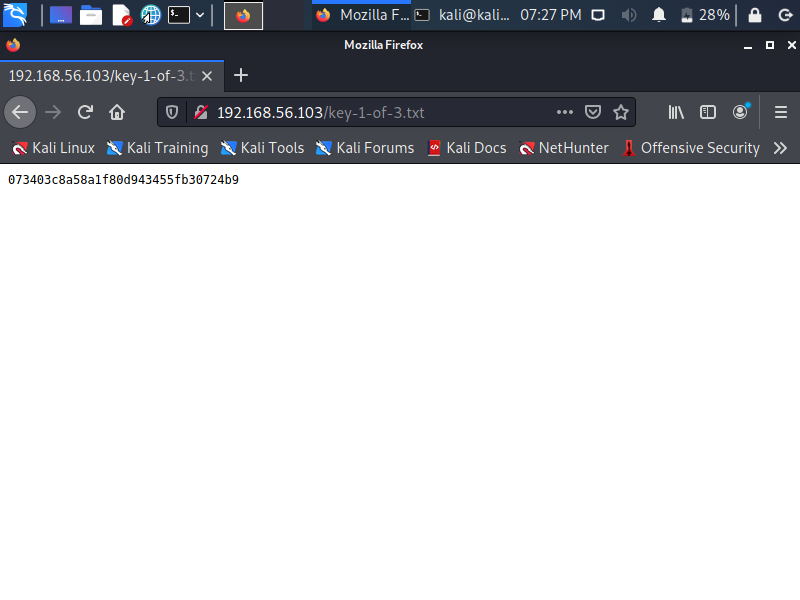 Mozilla F... kali@kali... 07:27 PM 28%
Mozilla Firefox
192.168.56.103/key-1-of-3.t
192.168.56.103/key-1-of-3.txt
Kali Linux Kali Training Kali Tools Kali Forums Kali Docs NetHunter Offensive Security
073403c8a58a1f80d943455fb30724b9